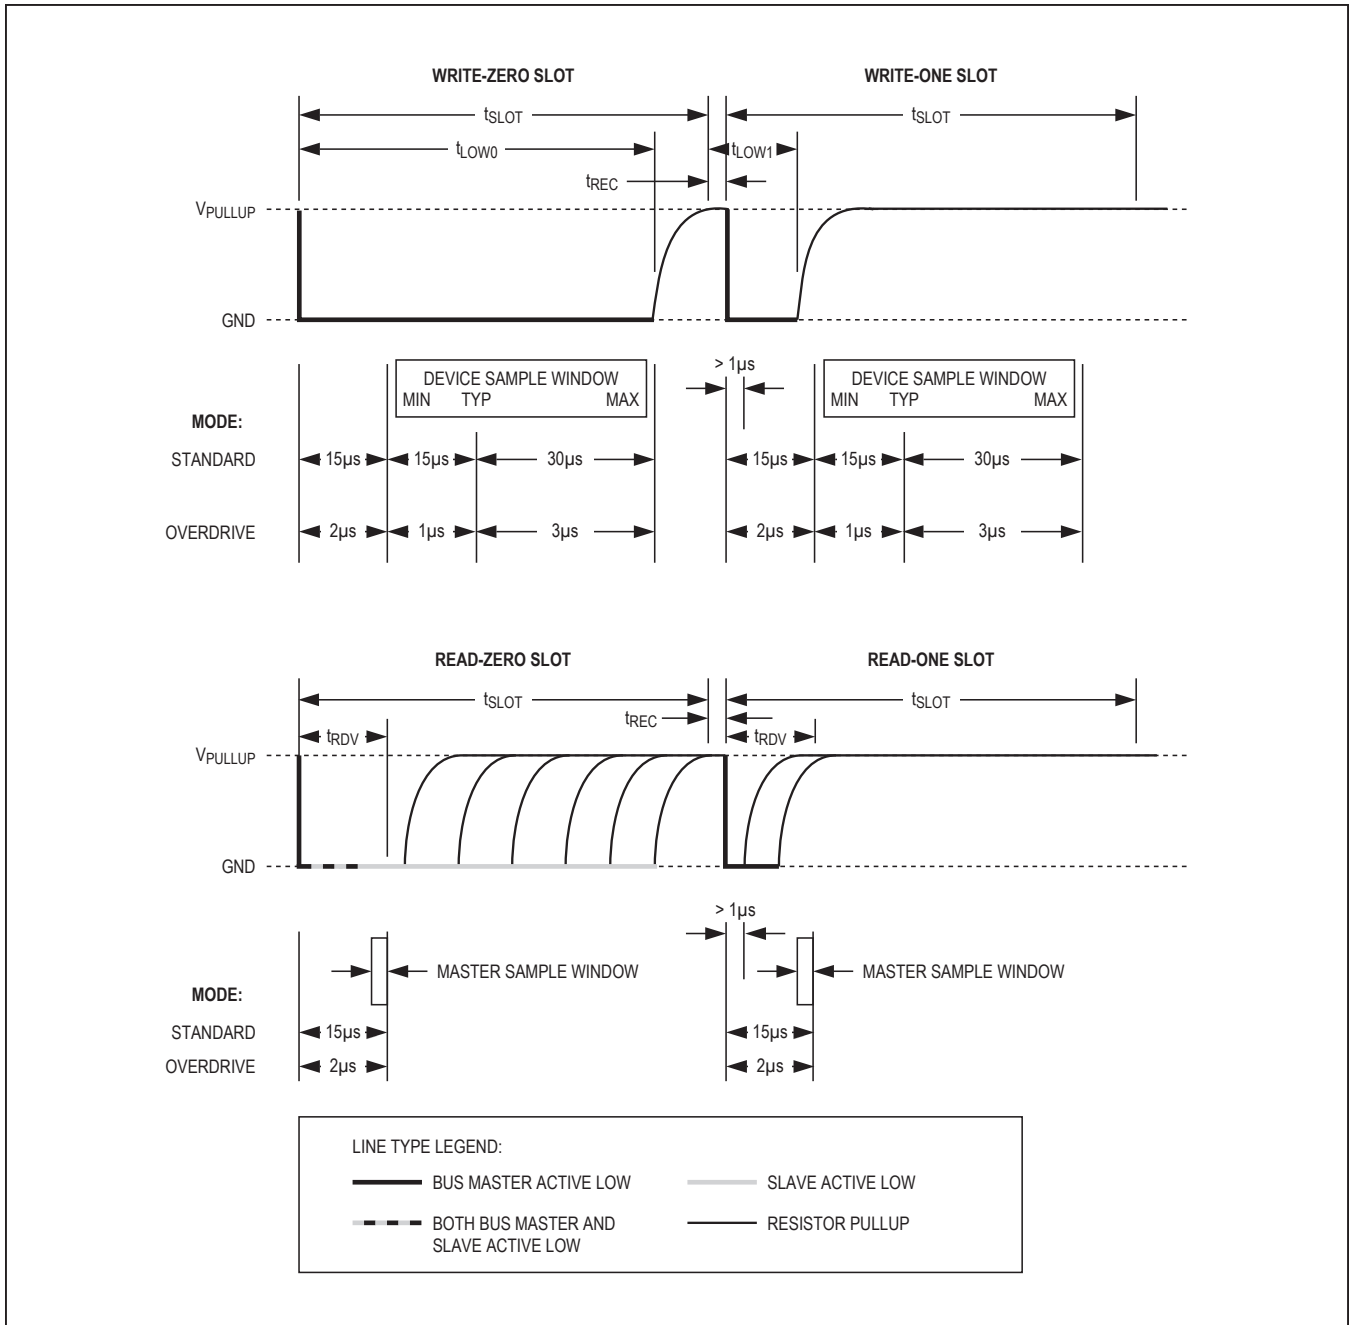 WRITE-ZERO SLOT WRITE-ONE SLOT
tSLOT tSLOT
tLOW0 tLOW1
tREC
VPULLUP
GND
> 1µs
DEVICE SAMPLE WINDOW DEVICE SAMPLE WINDOW
MIN TYP MAX MIN TYP MAX
MODE:
STANDARD 15µs 15µs 30µs 15µs 15µs 30µs
OVERDRIVE 2µs 1µs 3µs 2µs 1µs 3µs
READ-ZERO SLOT READ-ONE SLOT
tSLOT tSLOT
tREC
tRDV tRDV
VPULLUP
GND
> 1µs
MASTER SAMPLE WINDOW MASTER SAMPLE WINDOW
MODE:
STANDARD 15µs 15µs
OVERDRIVE 2µs 2µs
LINE TYPE LEGEND:
BUS MASTER ACTIVE LOW SLAVE ACTIVE LOW
BOTH BUS MASTER AND RESISTOR PULLUP
SLAVE ACTIVE LOW